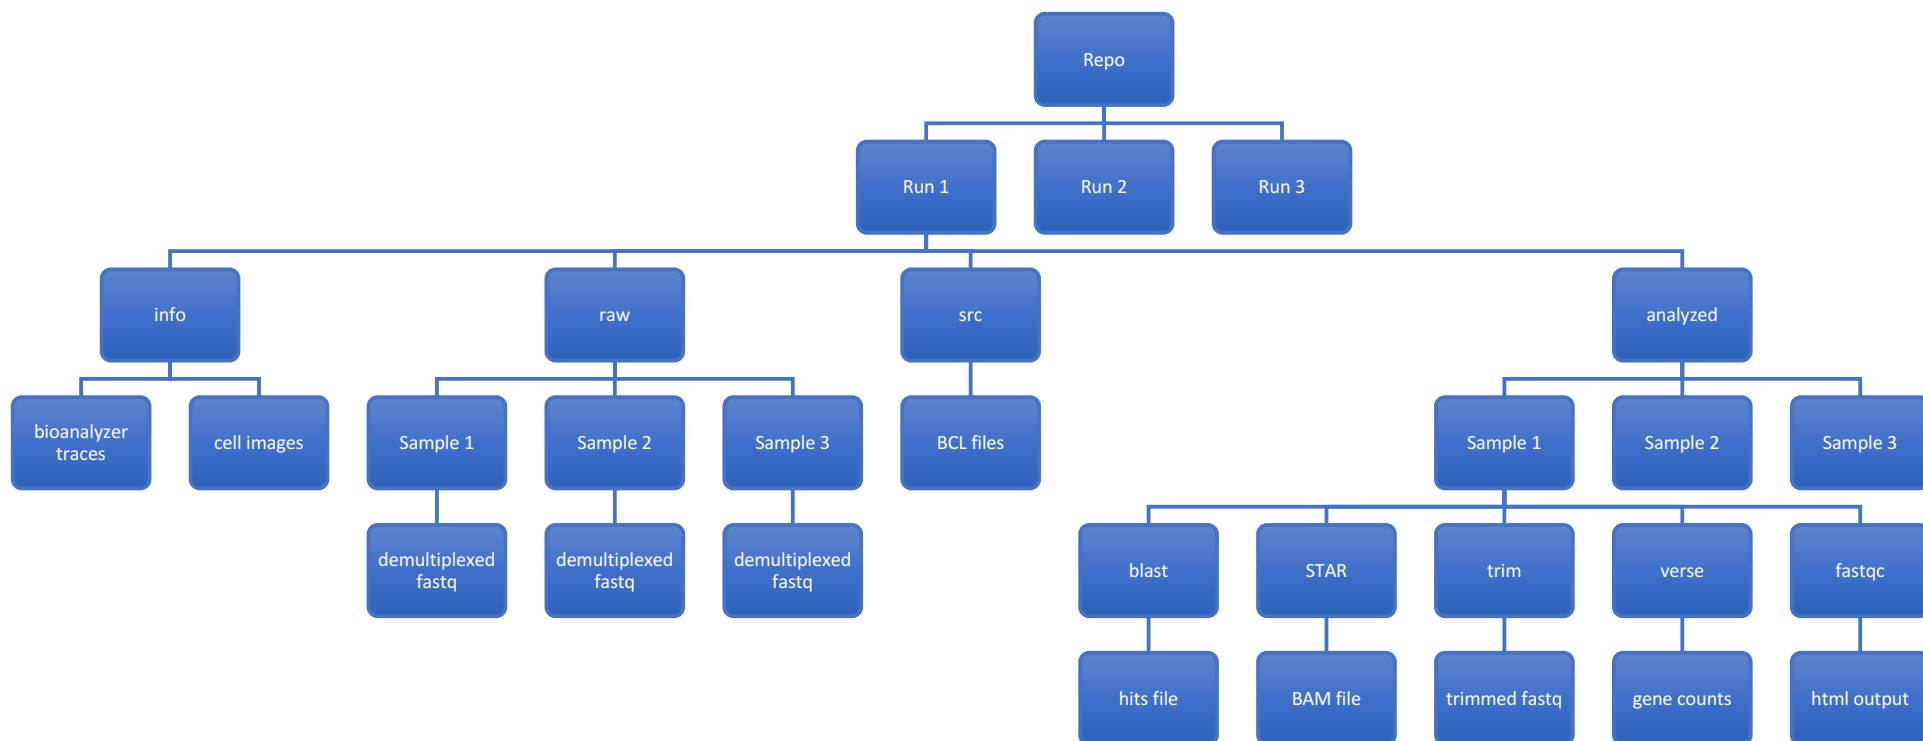 Repo
Run 1
Run 2
Run 3
info
raw
src
analyzed
bioanalyzer
traces
cell images
Sample 1
Sample 2
Sample 3
BCL files
Sample 1
Sample 2
Sample 3
demultiplexed
fastq
demultiplexed
fastq
demultiplexed
fastq
blast
STAR
trim
verse
fastqc
hits file
BAM file
trimmed fastq
gene counts
html output